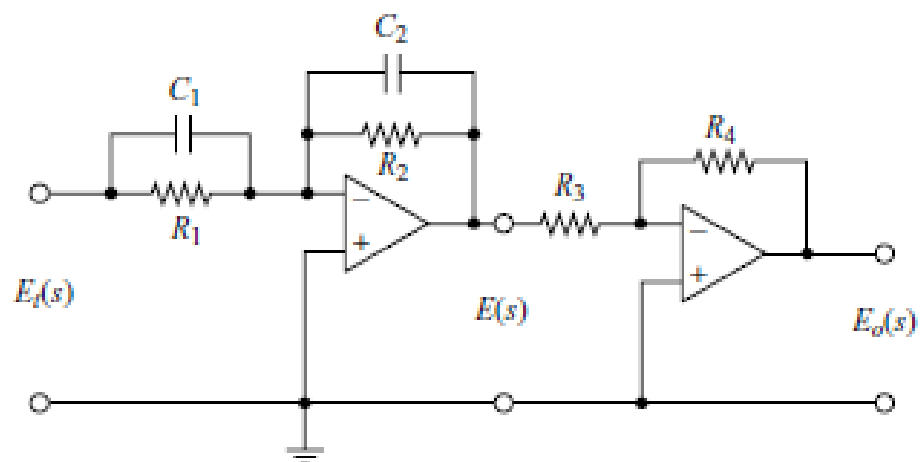 C₂
C₁
R₂
R₁
R₄
R₃
−
+
−
+
Eᵢ(s)
E(s)
Eₒ(s)